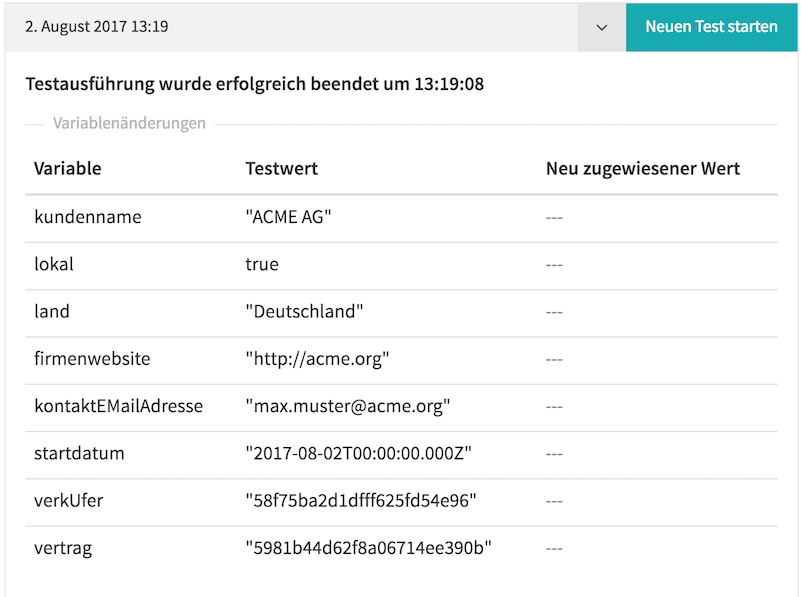 2. August 2017 13:19
Neuen Test starten
Testausführung wurde erfolgreich beendet um 13:19:08
Variablenänderungen
Variable Testwert Neu zugewiesener Wert
kundenname "ACME AG" ---
lokal true ---
land "Deutschland" ---
firmenwebsite "http://acme.org" ---
kontaktEMailAdresse "max.muster@acme.org" ---
startdatum "2017-08-02T00:00:00.000Z" ---
verkUfer "58f75ba2d1dfff625fd54e96" ---
vertrag "5981b44d62f8a06714ee390b" ---